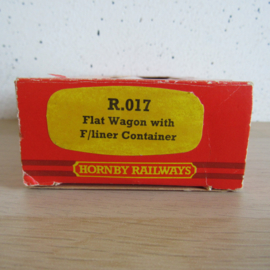 R.017
Flat Wagon with
F/liner Container
HORNBY RAILWAYS